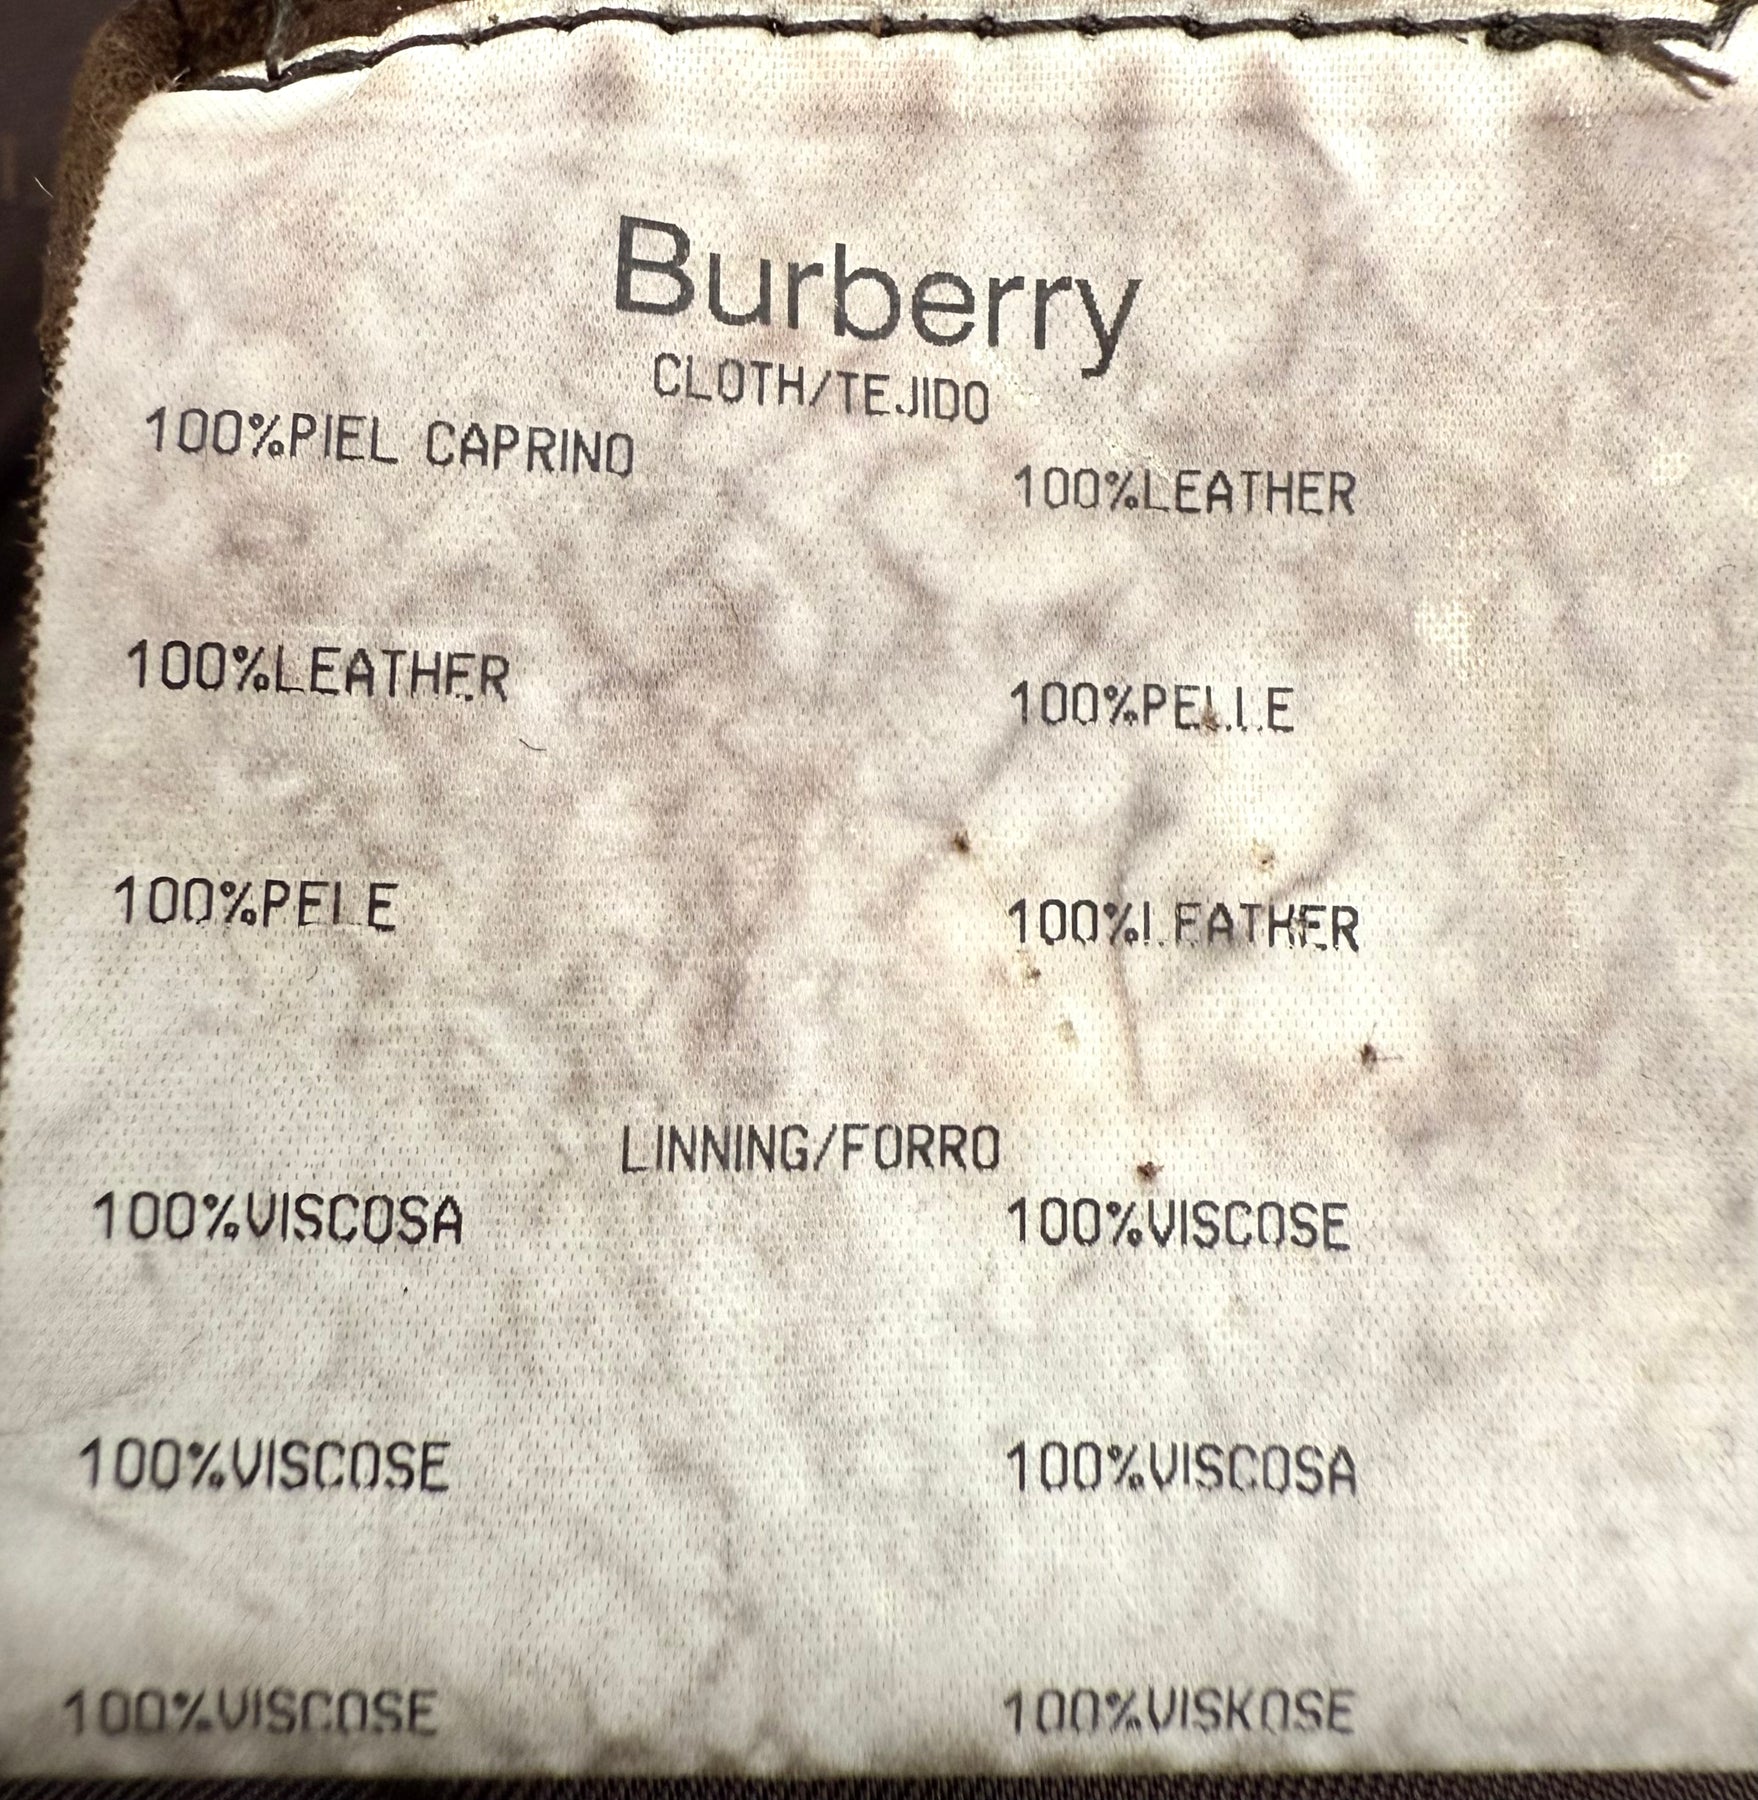 Burberry
CLOTH/TEJIDO
100%PIEL CAPRINO
100%LEATHER
100%LEATHER
100%PELLE
100%PELE
100%LEATHER
LINNING/FORRO
100%VISCOSA
100%VISCOSE
100%VISCOSE
100%VISCOSA
100%VISCOSE
100%VISKOSE